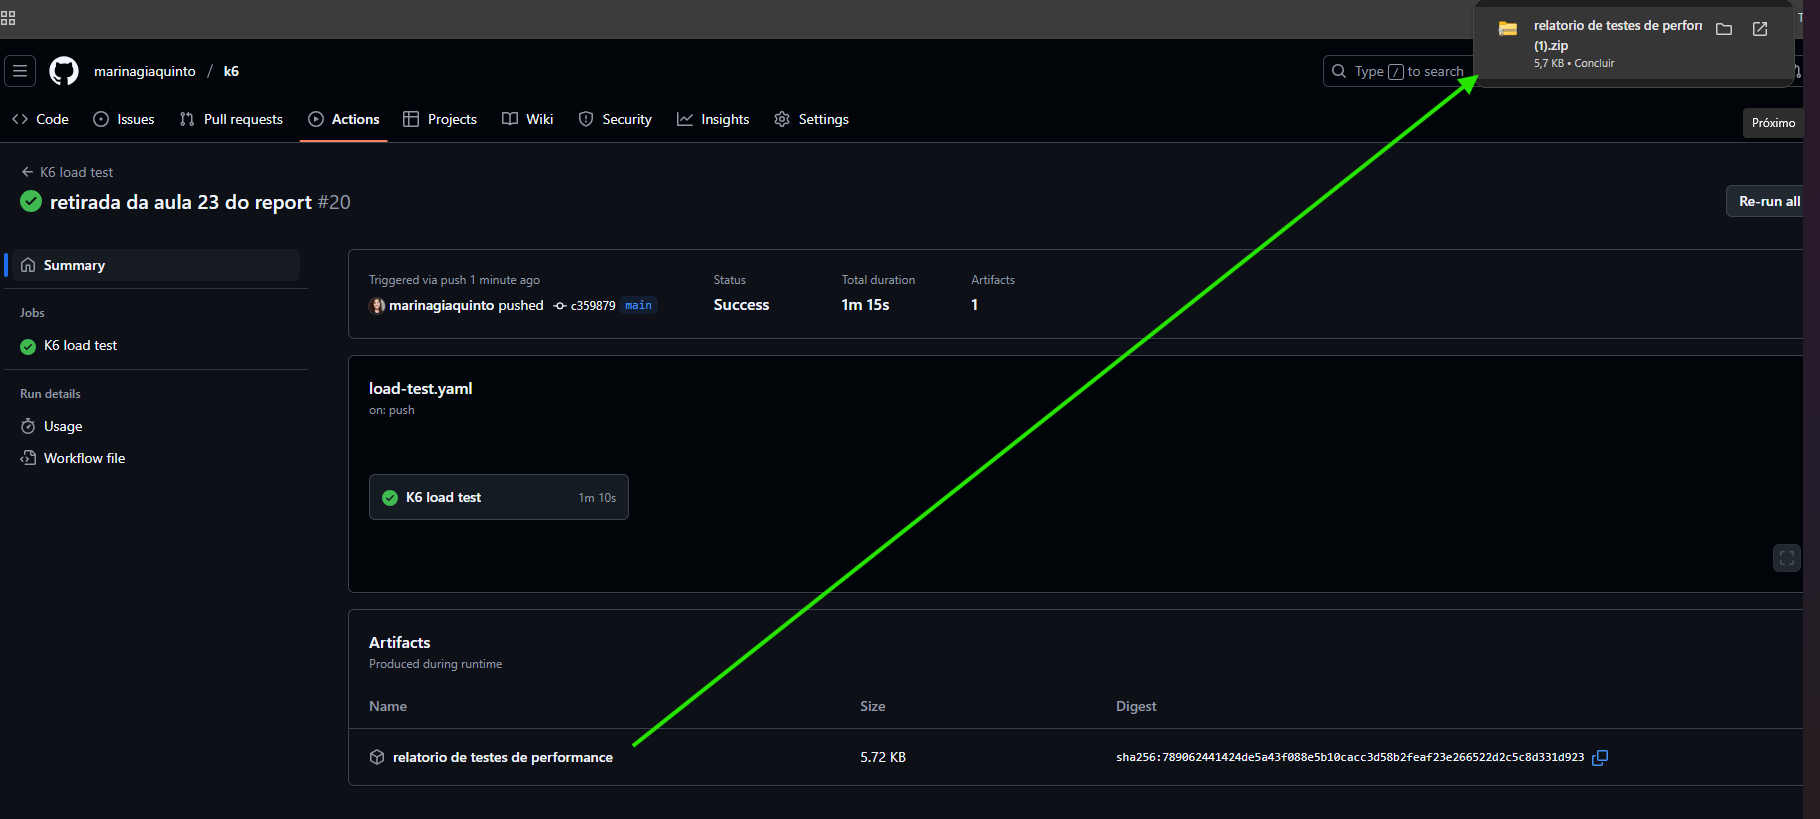 relatorio de testes de perfor
(1).zip
5,7 KB • Concluir
marinagiaquinto / k6
Type / to search
Code Issues Pull requests Actions Projects Wiki Security Insights Settings
Próximo
K6 load test
retirada da aula 23 do report #20
Re-run all
Summary
Jobs
K6 load test
Run details
Usage
Workflow file
Triggered via push 1 minute ago
marinagiaquinto pushed c359879 main
Status
Success
Total duration
1m 15s
Artifacts
1
load-test.yaml
on: push
K6 load test 1m 10s
Artifacts
Produced during runtime
Name Size Digest
relatorio de testes de performance 5.72 KB sha256:789062441424de5a43f088e5b10cacc3d58b2feaf23e266522d2c5c8d331d923